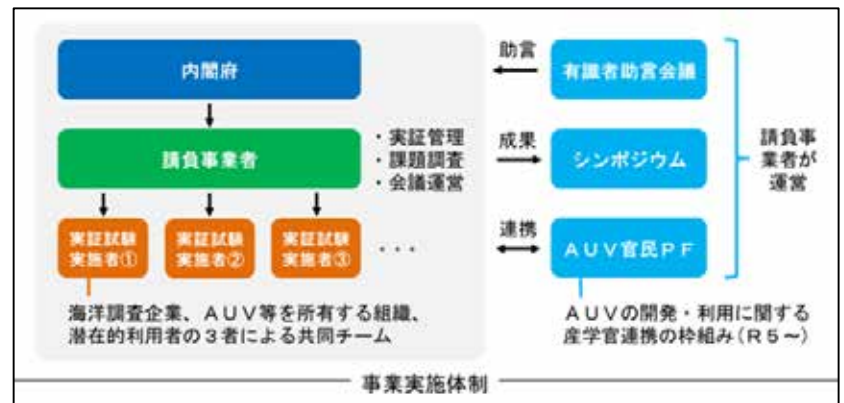 内閣府
助言
有識者助言会議
請負事業者
・実証管理
・課題調査
・会議運営
成果
シンポジウム
請負事
業者が
運営
実証試験
実施者①
実証試験
実施者②
実証試験
実施者③
・・・
連携
ＡＵＶ官民ＰＦ
海洋調査企業、ＡＵＶ等を所有する組織、
潜在的利用者の３者による共同チーム
ＡＵＶの開発・利用に関する
産学官連携の枠組み（Ｒ５～）
事業実施体制